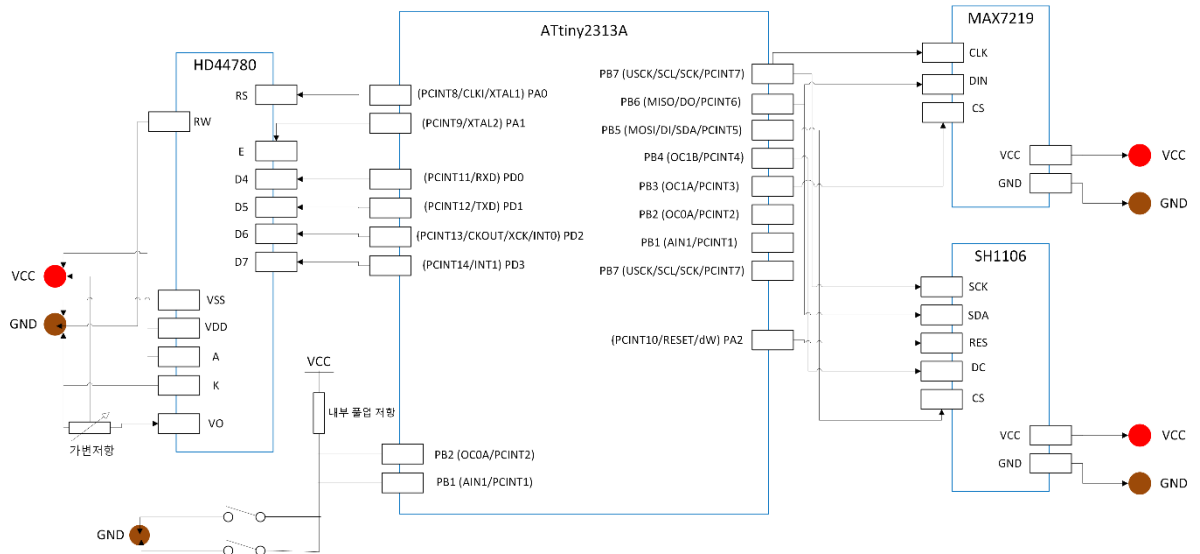 HD44780
RS
RW
E
D4
D5
D6
D7
VSS
VDD
A
K
VO
VCC
GND
가변저항
ATtiny2313A
(PCINT8/CLKI/XTAL1) PA0
(PCINT9/XTAL2) PA1
(PCINT11/RXD) PD0
(PCINT12/TXD) PD1
(PCINT13/CKOUT/XCK/INT0) PD2
(PCINT14/INT1) PD3
PB7 (USCK/SCL/SCK/PCINT7)
PB6 (MISO/DO/PCINT6)
PB5 (MOSI/DI/SDA/PCINT5)
PB4 (OC1B/PCINT4)
PB3 (OC1A/PCINT3)
PB2 (OC0A/PCINT2)
PB1 (AIN1/PCINT1)
PB7 (USCK/SCL/SCK/PCINT7)
(PCINT10/RESET/dW) PA2
VCC
내부 풀업 저항
PB2 (OC0A/PCINT2)
PB1 (AIN1/PCINT1)
GND
MAX7219
CLK
DIN
CS
VCC
GND
VCC
GND
SH1106
SCK
SDA
RES
DC
CS
VCC
GND
VCC
GND